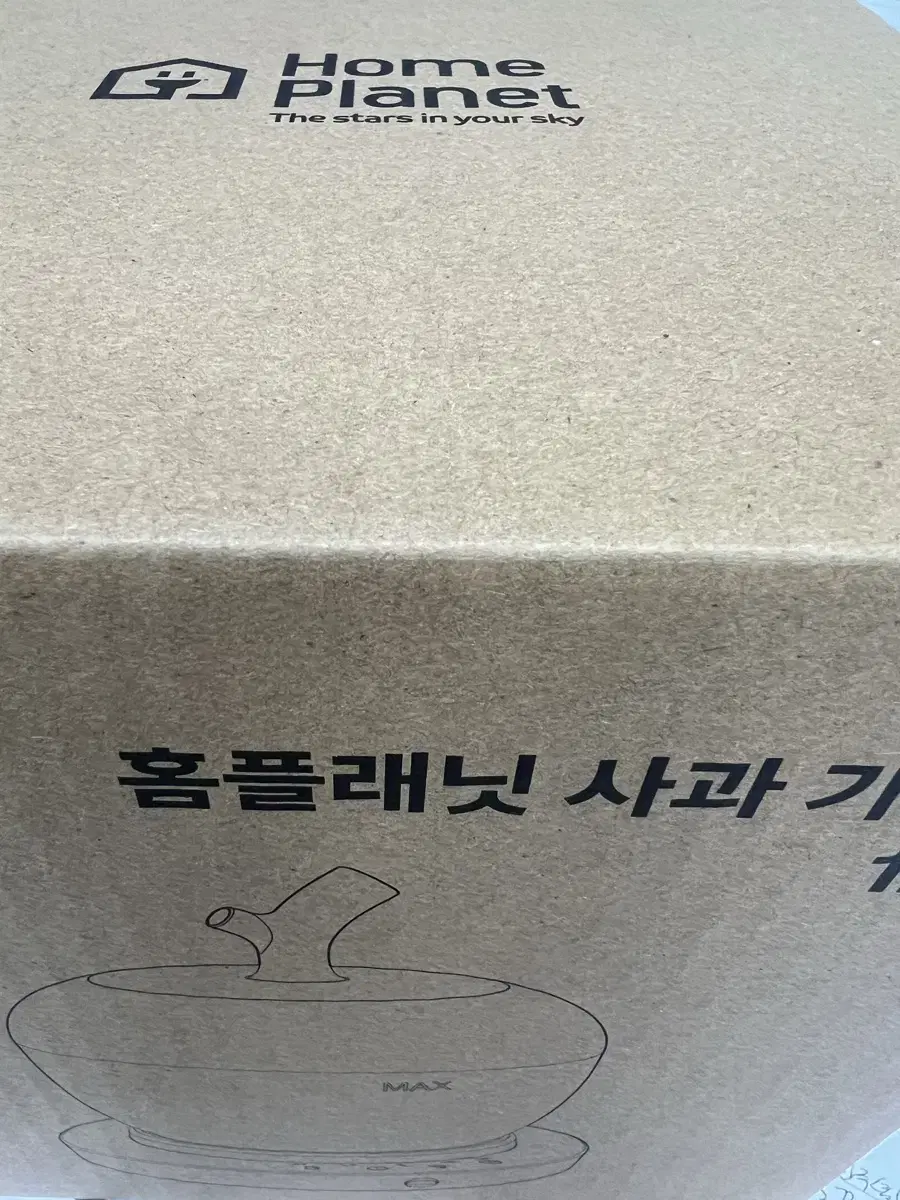 Home
Planet
The stars in your sky
홈플래닛 사과
MAX